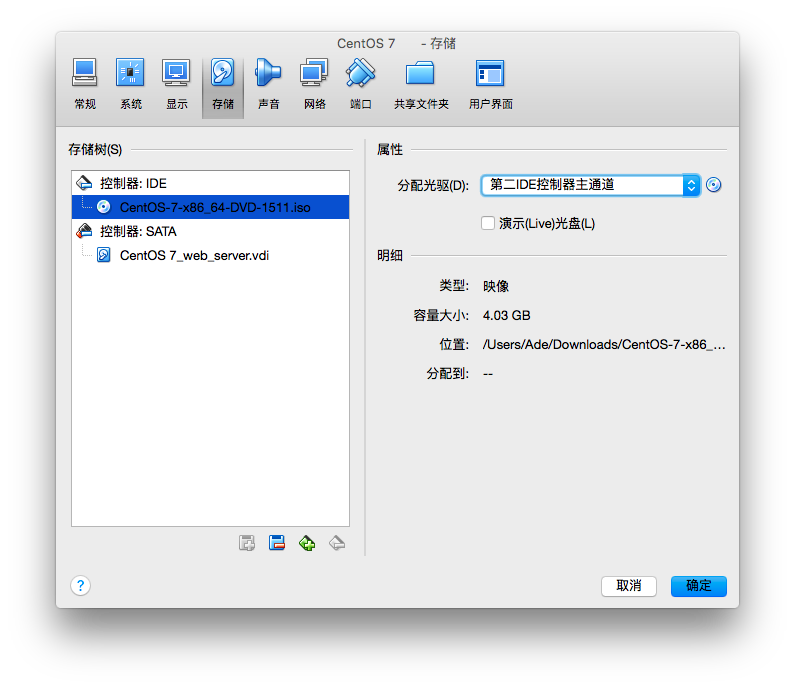 CentOS 7 - 存储
常规 系统 显示 存储 声音 网络 端口 共享文件夹 用户界面
存储树(S)
控制器: IDE
CentOS-7-x86_64-DVD-1511.iso
控制器: SATA
CentOS 7_web_server.vdi
属性
分配光驱(D): 第二IDE控制器主通道
演示(Live)光盘(L)
明细
类型: 映像
容量大小: 4.03 GB
位置: /Users/Ade/Downloads/CentOS-7-x86_...
分配到: --
?
取消 确定